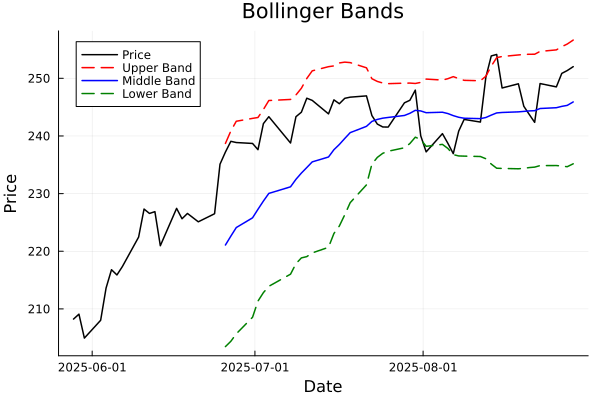 Bollinger Bands
Price
Upper Band
Middle Band
Lower Band
250
240
230
220
210
Price
2025-06-01
2025-07-01
2025-08-01
Date